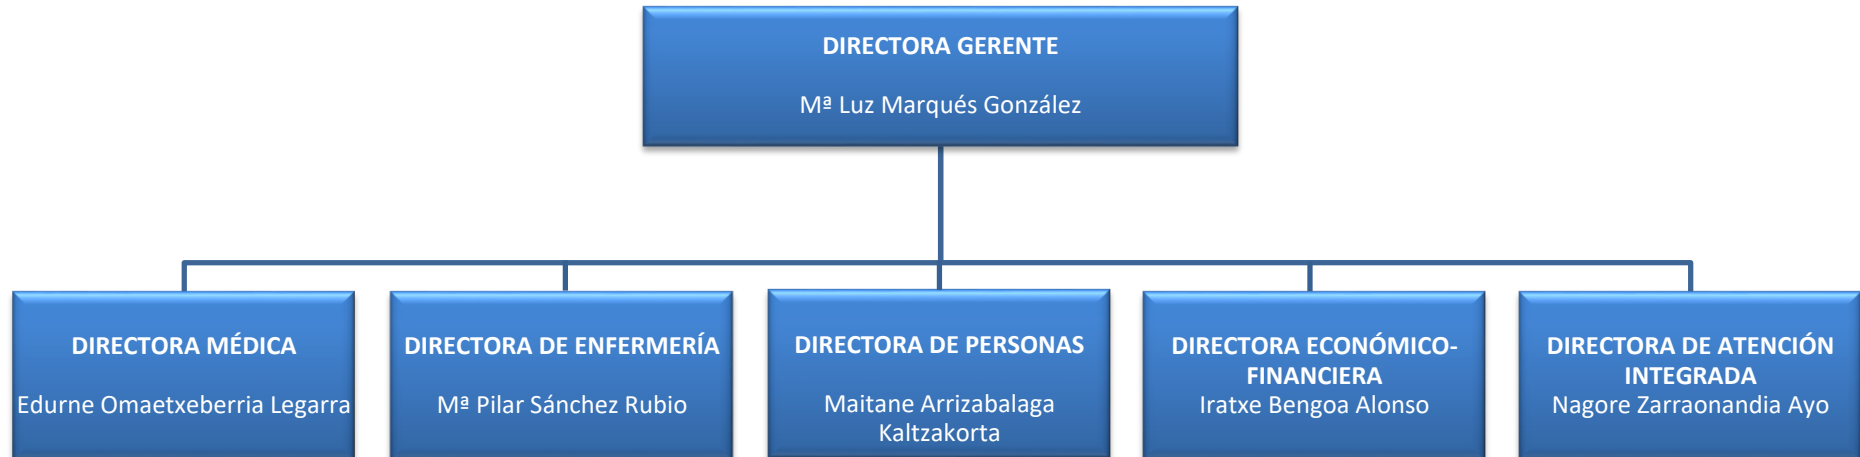 DIRECTORA GERENTE
Mª Luz Marqués González
DIRECTORA MÉDICA
Edurne Omaetxeberria Legarra
DIRECTORA DE ENFERMERÍA
Mª Pilar Sánchez Rubio
DIRECTORA DE PERSONAS
Maitane Arrizabalaga
Kaltzakorta
DIRECTORA ECONÓMICO-
FINANCIERA
Iratxe Bengoa Alonso
DIRECTORA DE ATENCIÓN
INTEGRADA
Nagore Zarraonandia Ayo